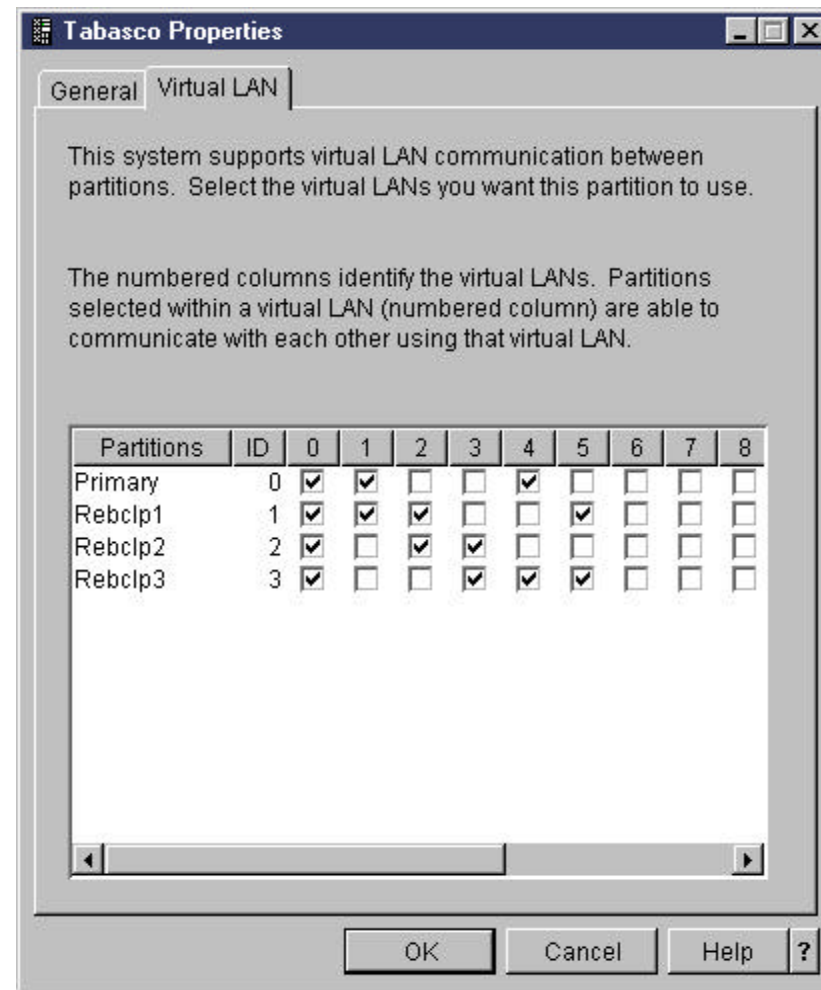 Tabasco Properties
General Virtual LAN
This system supports virtual LAN communication between
partitions. Select the virtual LANs you want this partition to use.
The numbered columns identify the virtual LANs. Partitions
selected within a virtual LAN (numbered column) are able to
communicate with each other using that virtual LAN.
Partitions ID 0 1 2 3 4 5 6 7 8
Primary 0
Rebclp1 1
Rebclp2 2
Rebclp3 3
OK Cancel Help ?